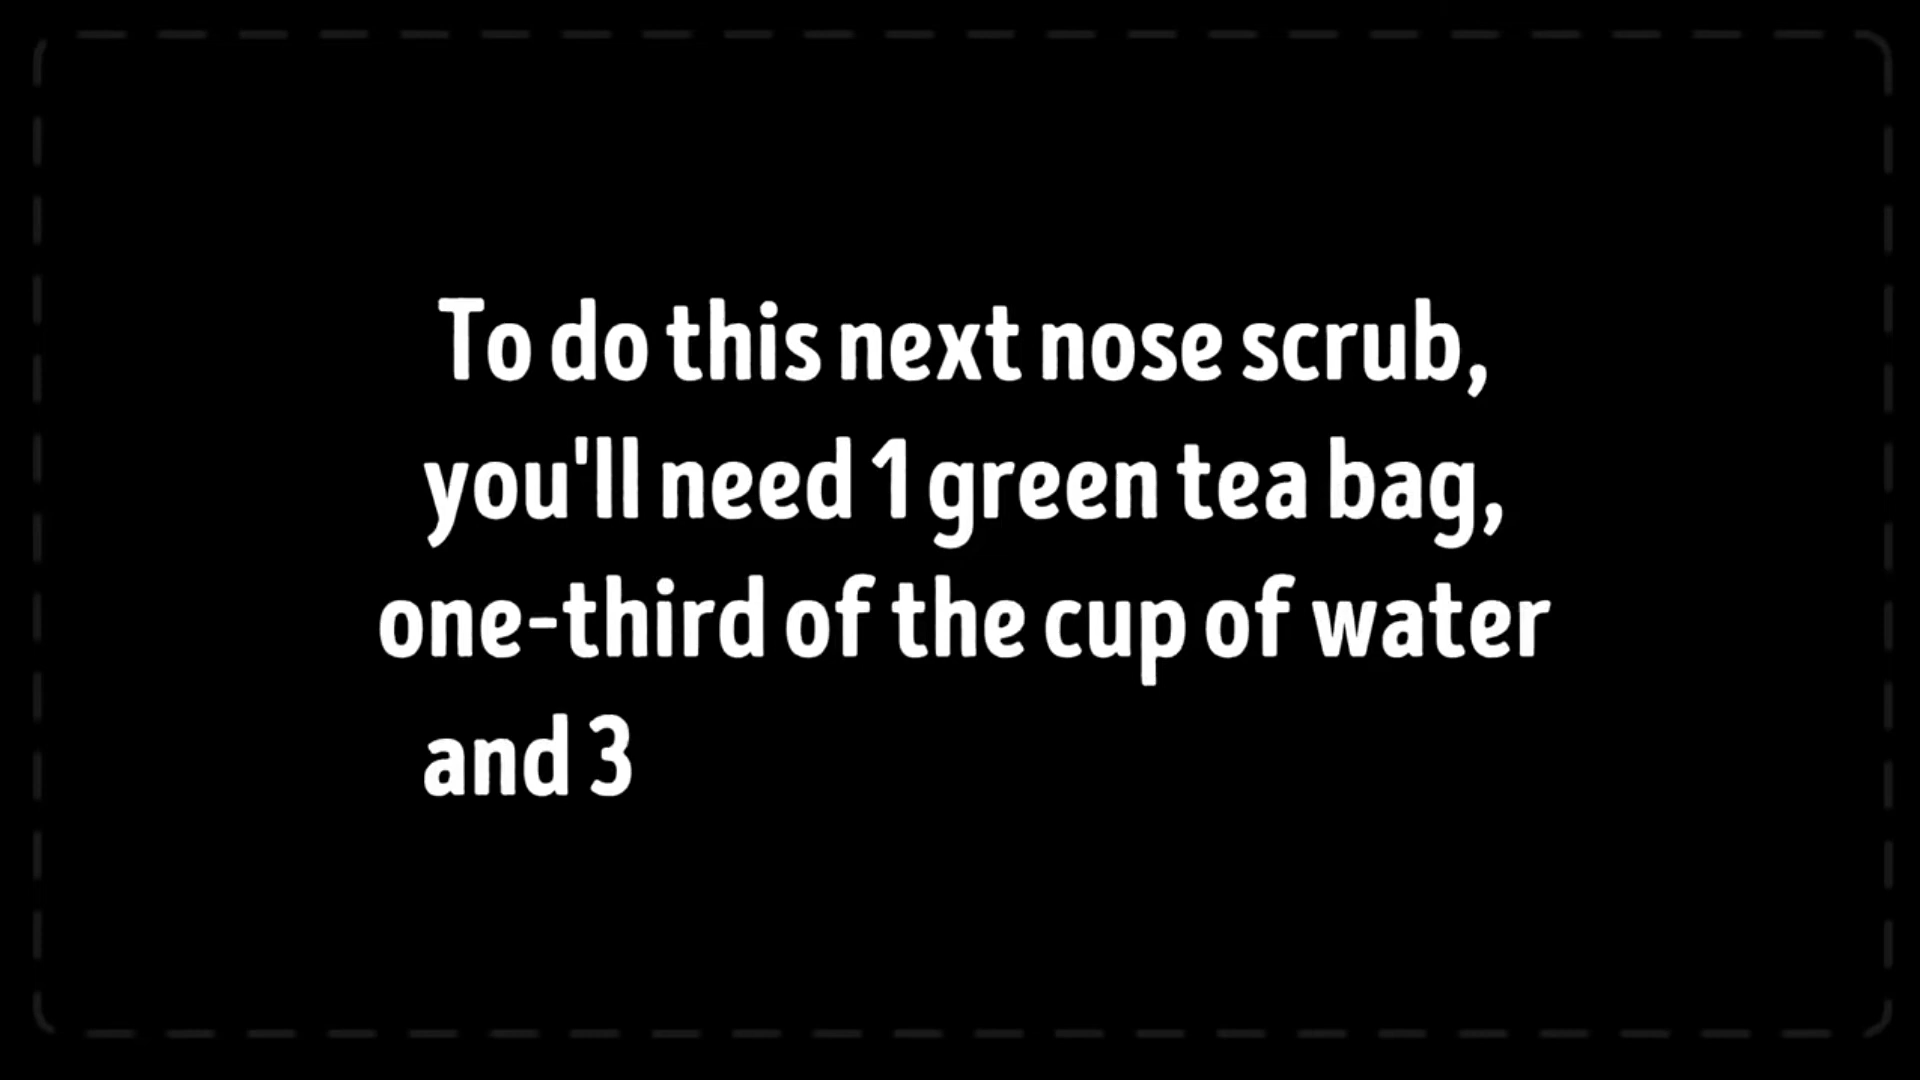 To do this next nose scrub,
you'll need 1 green tea bag,
one-third of the cup of water
and 3